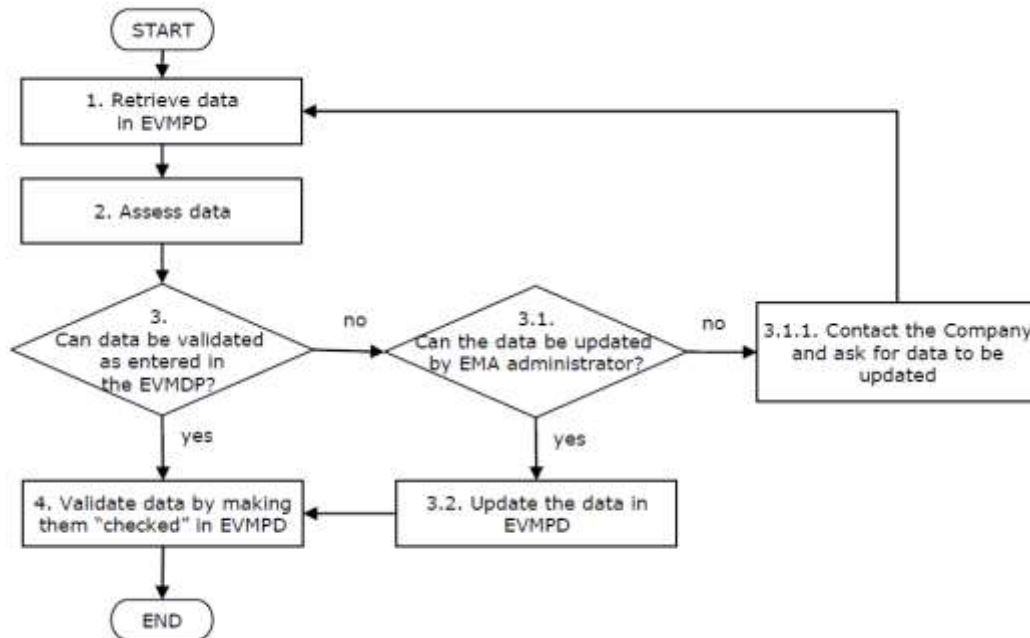 START
1. Retrieve data
in EVMPD
2. Assess data
3.
Can data be validated
as entered in
the EVMDP?
no
3.1.
Can the data be updated
by EMA administrator?
no
3.1.1. Contact the Company
and ask for data to be
updated
yes
yes
4. Validate data by making
them “checked” in EVMPD
3.2. Update the data in
EVMPD
END